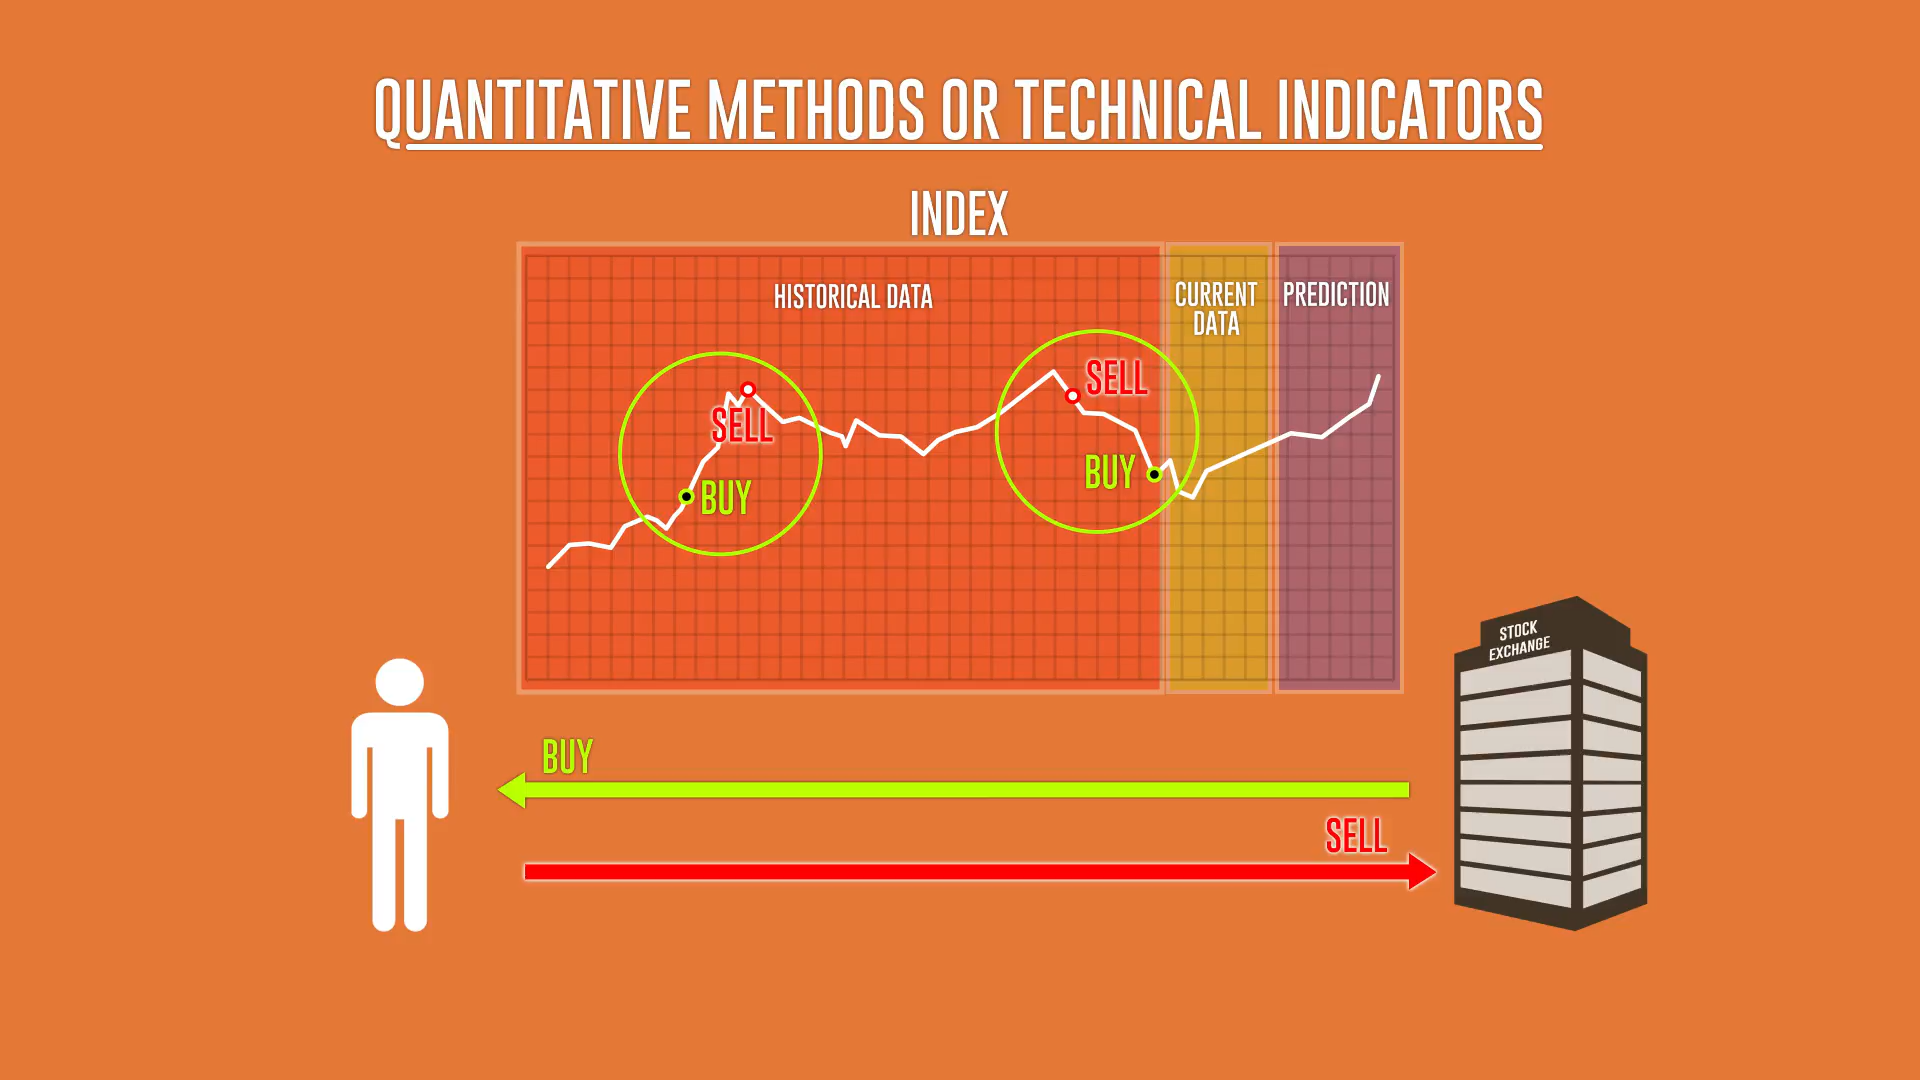 QUANTITATIVE METHODS OR TECHNICAL INDICATORS
INDEX
HISTORICAL DATA
CURRENT
DATA
PREDICTION
SELL
BUY
SELL
BUY
STOCK
EXCHANGE
BUY
SELL